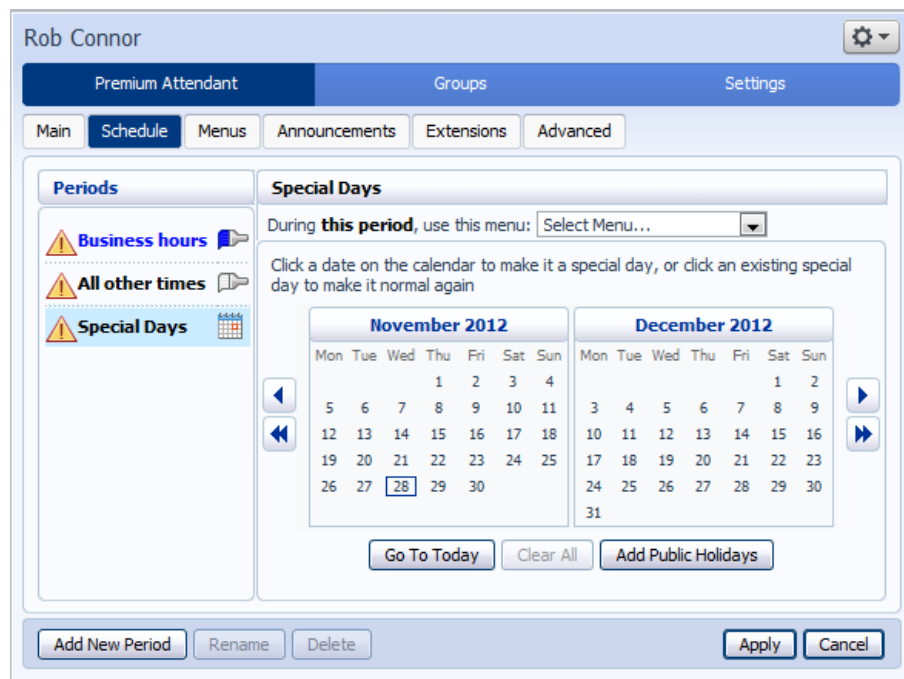 Rob Connor
Premium Attendant Groups Settings
Main Schedule Menus Announcements Extensions Advanced
Periods
Business hours
All other times
Special Days
Special Days
During this period, use this menu: Select Menu...
Click a date on the calendar to make it a special day, or click an existing special
day to make it normal again
November 2012
Mon Tue Wed Thu Fri Sat Sun
1 2 3 4
5 6 7 8 9 10 11
12 13 14 15 16 17 18
19 20 21 22 23 24 25
26 27 28 29 30
December 2012
Mon Tue Wed Thu Fri Sat Sun
1 2
3 4 5 6 7 8 9
10 11 12 13 14 15 16
17 18 19 20 21 22 23
24 25 26 27 28 29 30
31
Go To Today Clear All Add Public Holidays
Add New Period Rename Delete Apply Cancel